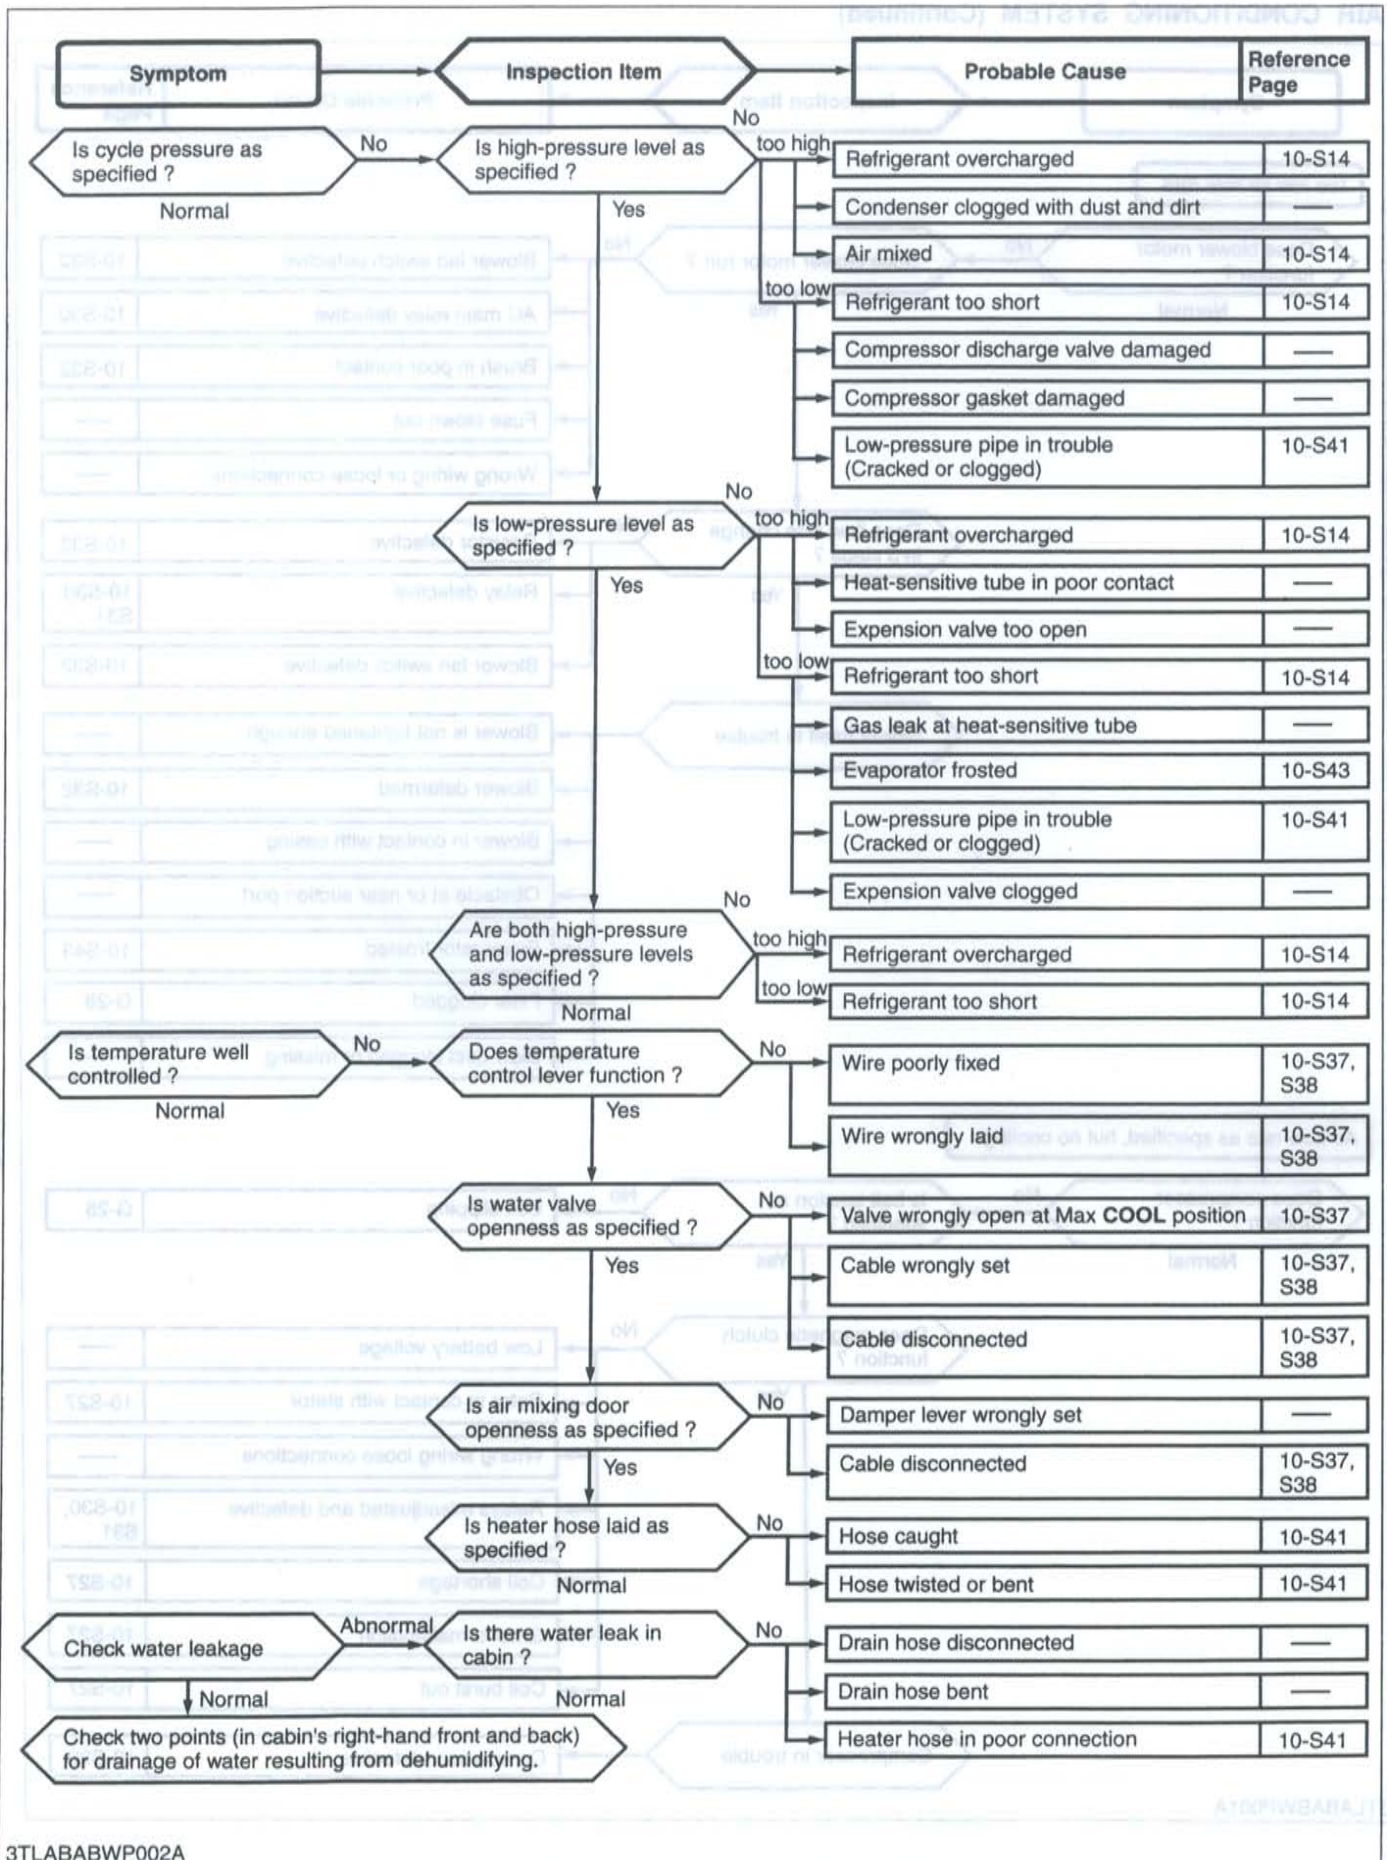 Symptom
Inspection Item
Probable Cause
Reference
Page
Is cycle pressure as
specified ?
No
Normal
Is high-pressure level as
specified ?
No
Yes
too high
Refrigerant overcharged
10-S14
Condenser clogged with dust and dirt
——
Air mixed
10-S14
too low
Refrigerant too short
10-S14
Compressor discharge valve damaged
——
Compressor gasket damaged
——
Low-pressure pipe in trouble
(Cracked or clogged)
10-S41
Is low-pressure level as
specified ?
No
Yes
too high
Refrigerant overcharged
10-S14
Heat-sensitive tube in poor contact
——
Expension valve too open
——
too low
Refrigerant too short
10-S14
Gas leak at heat-sensitive tube
——
Evaporator frosted
10-S43
Low-pressure pipe in trouble
(Cracked or clogged)
10-S41
Expension valve clogged
——
Are both high-pressure
and low-pressure levels
as specified ?
No
Normal
too high
Refrigerant overcharged
10-S14
too low
Refrigerant too short
10-S14
Is temperature well
controlled ?
No
Normal
Does temperature
control lever function ?
No
Yes
Wire poorly fixed
10-S37,
S38
Wire wrongly laid
10-S37,
S38
Is water valve
openness as specified ?
No
Yes
Valve wrongly open at Max COOL position
10-S37
Cable wrongly set
10-S37,
S38
Cable disconnected
10-S37,
S38
Is air mixing door
openness as specified ?
No
Yes
Damper lever wrongly set
——
Cable disconnected
10-S37,
S38
Is heater hose laid as
specified ?
No
Normal
Hose caught
10-S41
Hose twisted or bent
10-S41
Check water leakage
Abnormal
Normal
Is there water leak in
cabin ?
No
Normal
Drain hose disconnected
——
Drain hose bent
——
Heater hose in poor connection
10-S41
Check two points (in cabin's right-hand front and back)
for drainage of water resulting from dehumidifying.
3TLABABWP002A